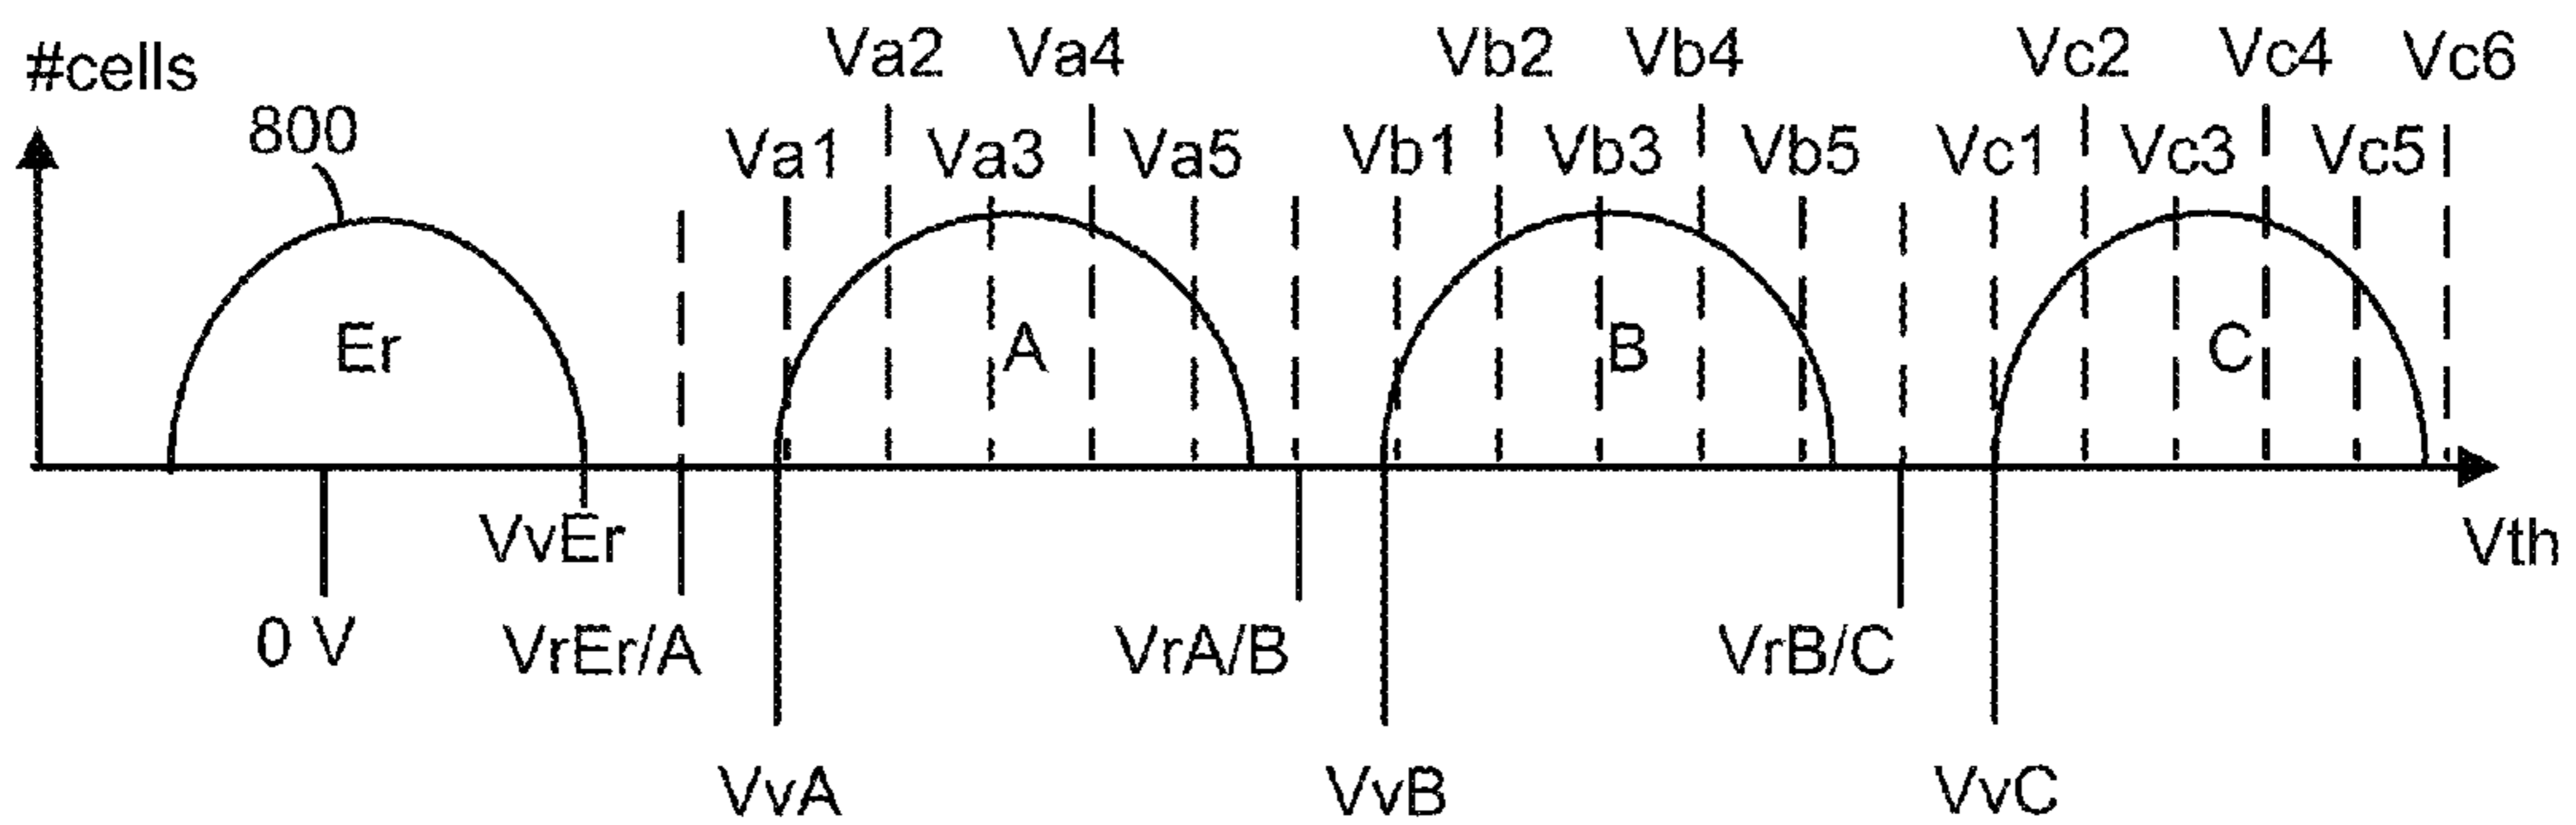 Va2 Va4 Vb2 Vb4 Vc2 Vc4 Vc6
#cells
800 Va1 Va3 Va5 Vb1 Vb3 Vb5 Vc1 Vc3 Vc5
Er A B C
VvEr Vth
0 V VrEr/A VrA/B VrB/C
VvA VvB VvC